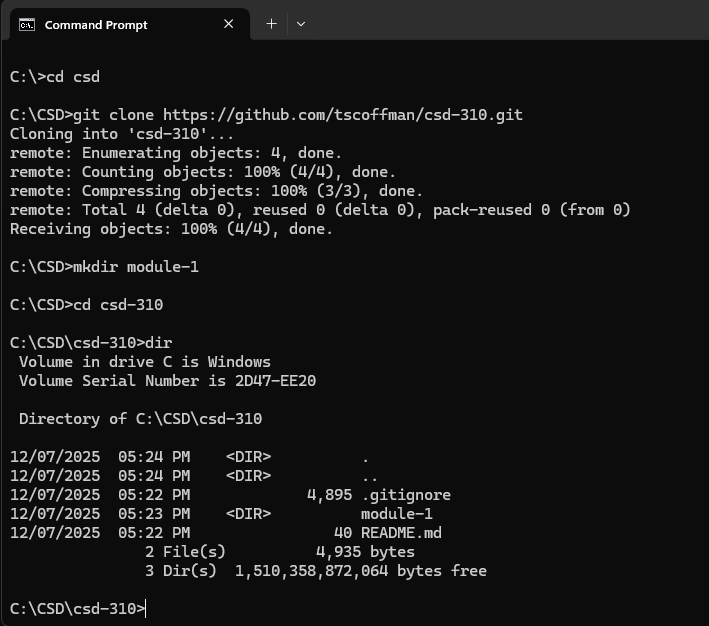 Command Prompt
C:\>cd csd
C:\CSD>git clone https://github.com/tscoffman/csd-310.git
Cloning into 'csd-310'...
remote: Enumerating objects: 4, done.
remote: Counting objects: 100% (4/4), done.
remote: Compressing objects: 100% (3/3), done.
remote: Total 4 (delta 0), reused 0 (delta 0), pack-reused 0 (from 0)
Receiving objects: 100% (4/4), done.
C:\CSD>mkdir module-1
C:\CSD>cd csd-310
C:\CSD\csd-310>dir
 Volume in drive C is Windows
 Volume Serial Number is 2D47-EE20
 Directory of C:\CSD\csd-310
12/07/2025  05:24 PM    <DIR>          .
12/07/2025  05:24 PM    <DIR>          ..
12/07/2025  05:22 PM             4,895 .gitignore
12/07/2025  05:23 PM    <DIR>          module-1
12/07/2025  05:22 PM                40 README.md
               2 File(s)          4,935 bytes
               3 Dir(s)  1,510,358,872,064 bytes free
C:\CSD\csd-310>